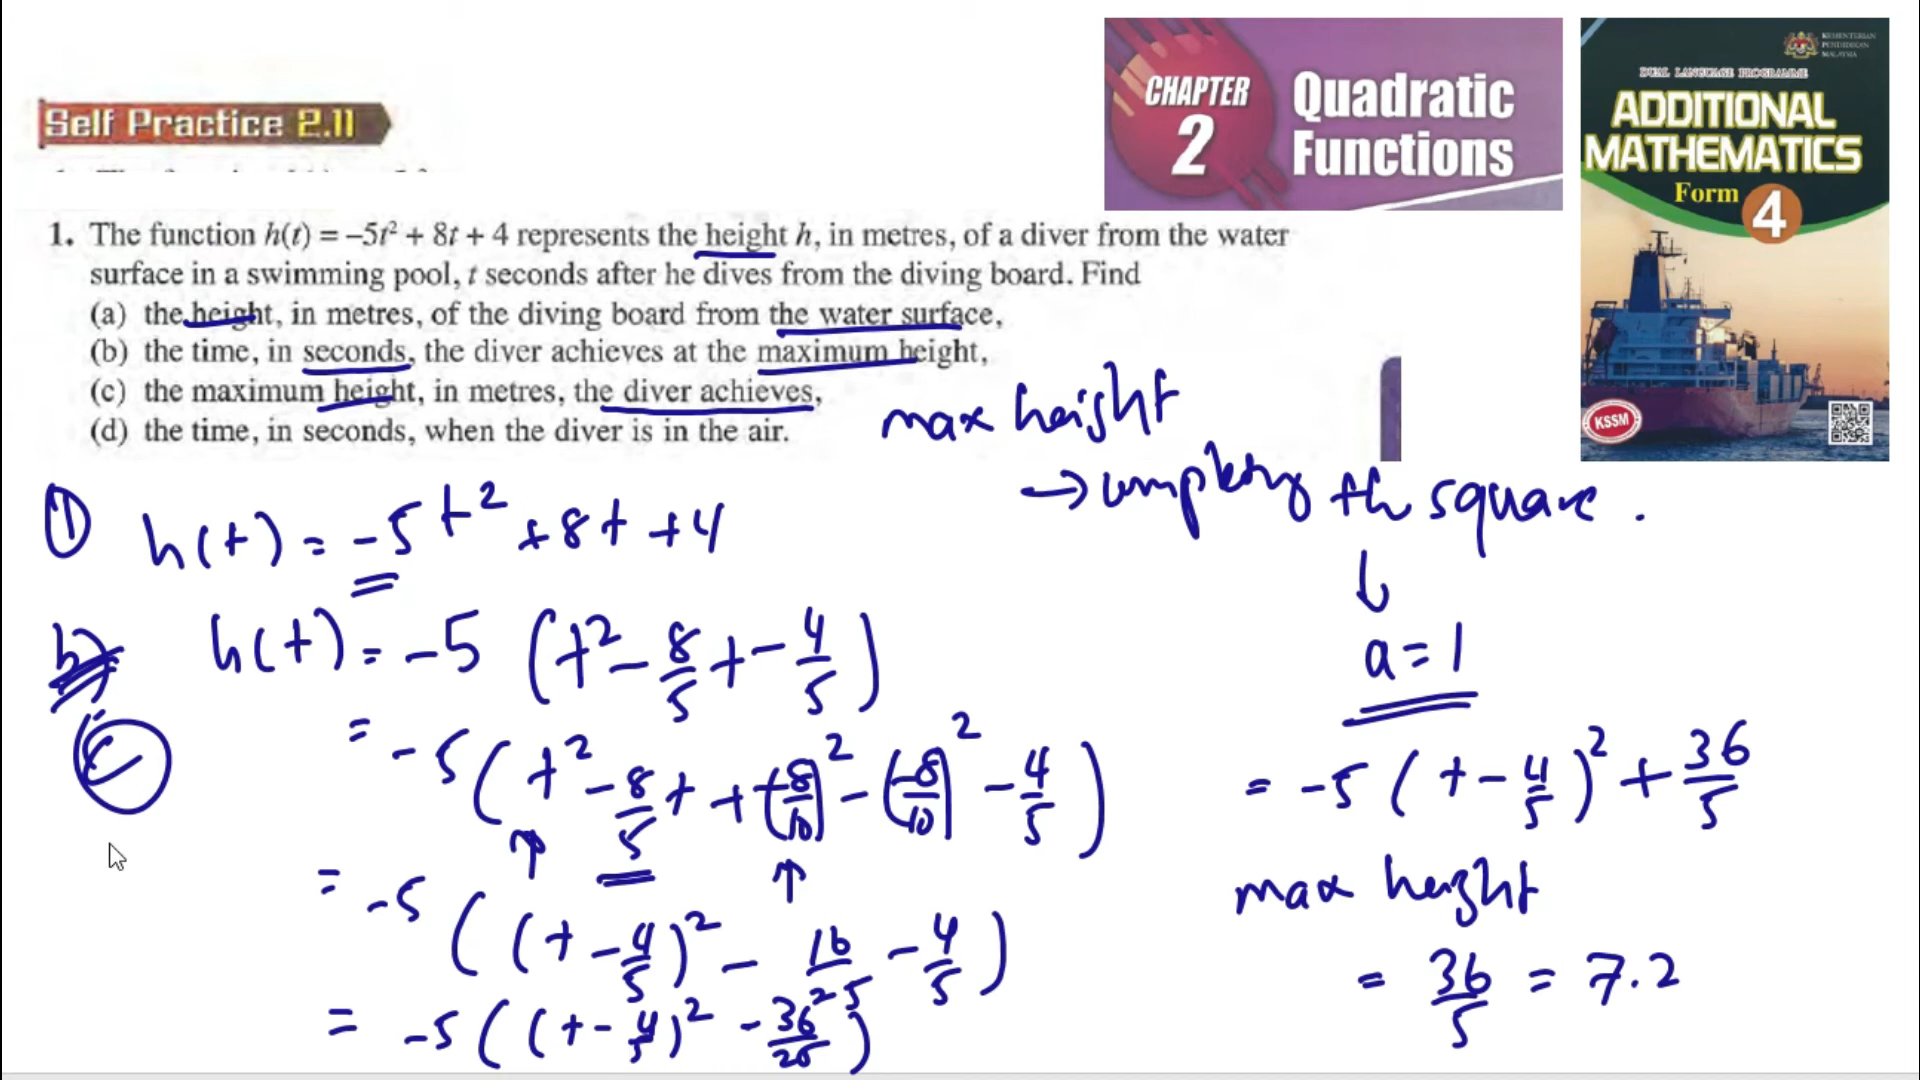 CHAPTER 2
Quadratic Functions
KEMENTERIAN PENDIDIKAN MALAYSIA
DUAL LANGUAGE PROGRAMME
ADDITIONAL
MATHEMATICS
Form 4
KSSM
Self Practice 2.11
1. The function h(t) = –5t² + 8t + 4 represents the height h, in metres, of a diver from the water
surface in a swimming pool, t seconds after he dives from the diving board. Find
(a) the height, in metres, of the diving board from the water surface,
(b) the time, in seconds, the diver achieves at the maximum height,
(c) the maximum height, in metres, the diver achieves,
(d) the time, in seconds, when the diver is in the air.
max height
→ completing the square.
↓
a = 1
① h(t) = -5t² + 8t + 4
b) h(t) = -5 (t² - 8/5 t - 4/5)
c = -5 (t² - 8/5 t + (-8/10)² - (-8/10)² - 4/5)
= -5 ((t - 4/5)² - 16/25 - 4/5)
= -5 ((t - 4/5)² - 36/25)
= -5 (t - 4/5)² + 36/5
max height
= 36/5 = 7.2